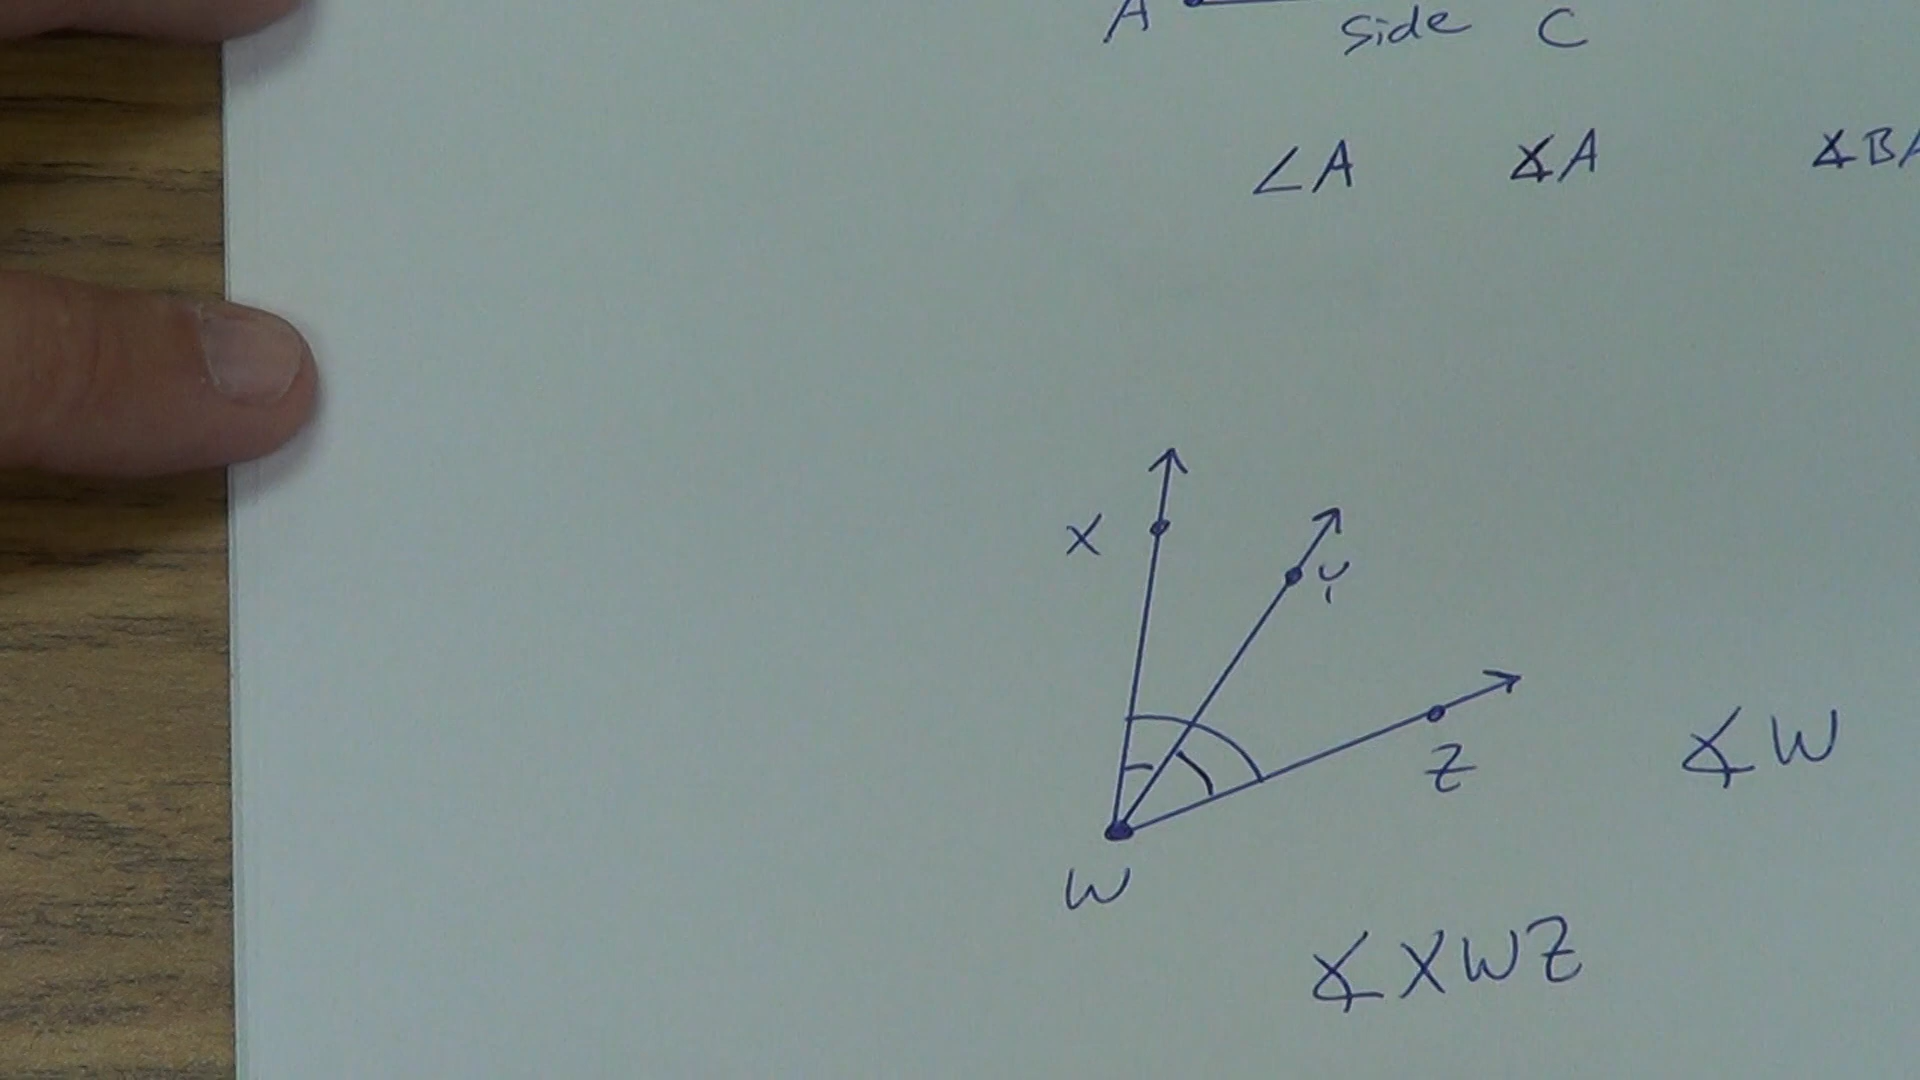 A side C
∠A ∡A ∡BA
X
Y
Z ∡W
W
∡XWZ